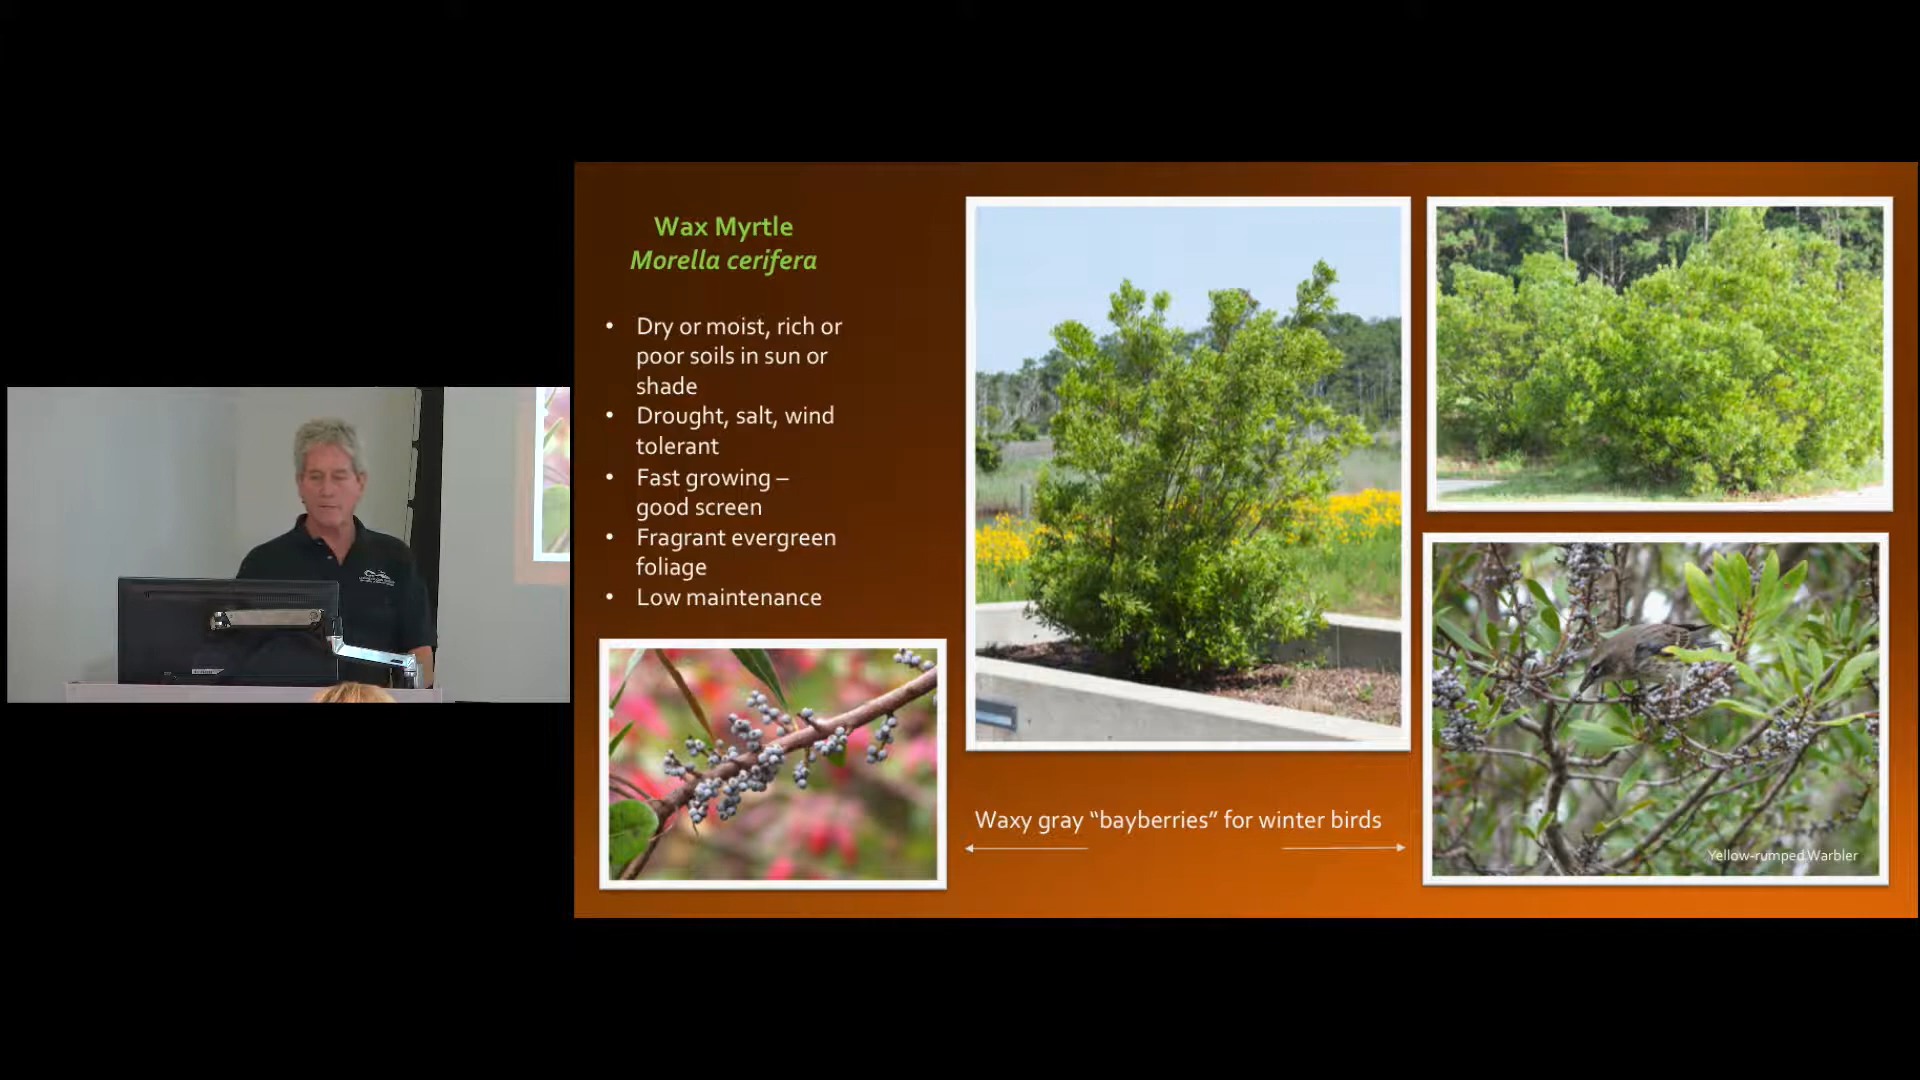 Wax Myrtle
Morella cerifera
• Dry or moist, rich or
poor soils in sun or
shade
• Drought, salt, wind
tolerant
• Fast growing –
good screen
• Fragrant evergreen
foliage
• Low maintenance
Waxy gray “bayberries” for winter birds
Yellow-rumped Warbler